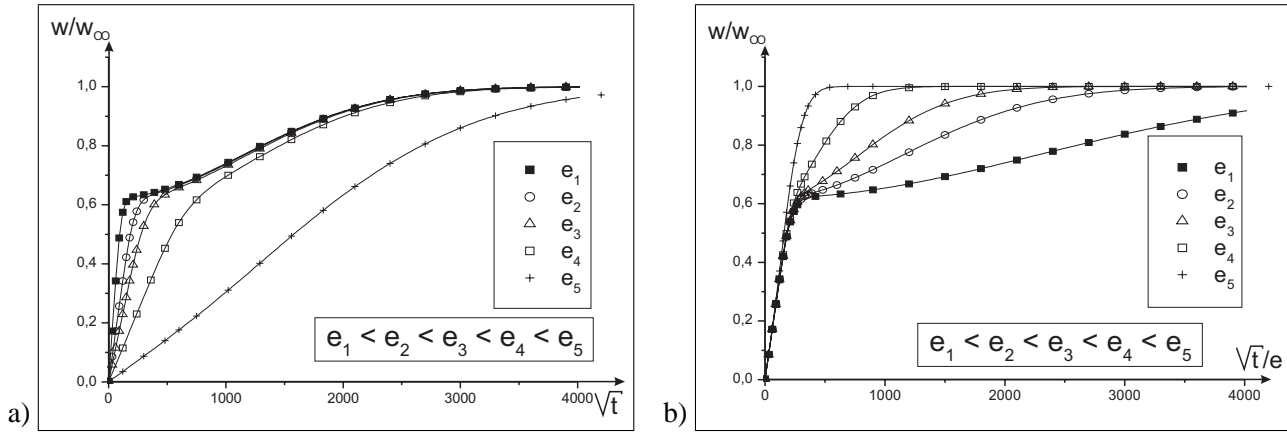 a)
w/w∞
1,0
0,8
0,6
0,4
0,2
0,0
0
1000
2000
3000
4000
√t
e1
e2
e3
e4
e5
e1 < e2 < e3 < e4 < e5
b)
w/w∞
1,0
0,8
0,6
0,4
0,2
0,0
0
1000
2000
3000
4000
√t/e
e1
e2
e3
e4
e5
e1 < e2 < e3 < e4 < e5